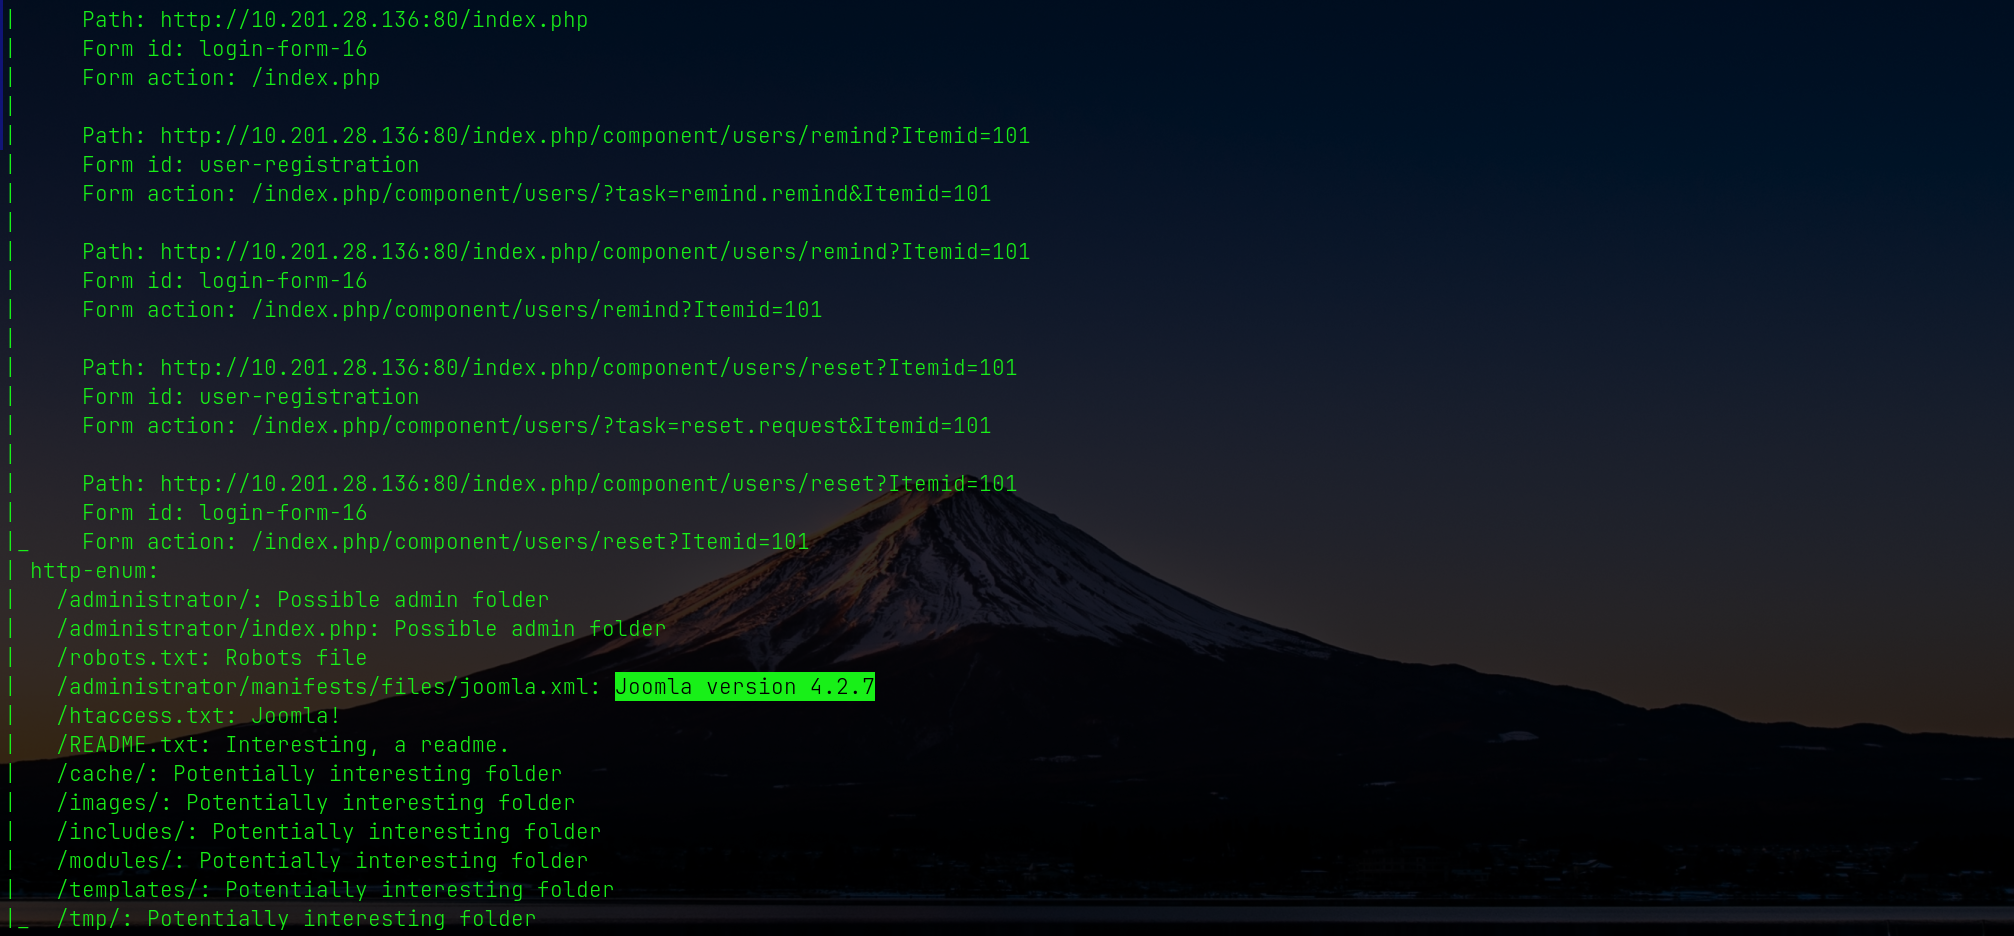 |     Path: http://10.201.28.136:80/index.php
|     Form id: login-form-16
|     Form action: /index.php
|
|     Path: http://10.201.28.136:80/index.php/component/users/remind?Itemid=101
|     Form id: user-registration
|     Form action: /index.php/component/users/?task=remind.remind&Itemid=101
|
|     Path: http://10.201.28.136:80/index.php/component/users/remind?Itemid=101
|     Form id: login-form-16
|     Form action: /index.php/component/users/remind?Itemid=101
|
|     Path: http://10.201.28.136:80/index.php/component/users/reset?Itemid=101
|     Form id: user-registration
|     Form action: /index.php/component/users/?task=reset.request&Itemid=101
|
|     Path: http://10.201.28.136:80/index.php/component/users/reset?Itemid=101
|     Form id: login-form-16
|_    Form action: /index.php/component/users/reset?Itemid=101
| http-enum:
|   /administrator/: Possible admin folder
|   /administrator/index.php: Possible admin folder
|   /robots.txt: Robots file
|   /administrator/manifests/files/joomla.xml: Joomla version 4.2.7
|   /htaccess.txt: Joomla!
|   /README.txt: Interesting, a readme.
|   /cache/: Potentially interesting folder
|   /images/: Potentially interesting folder
|   /includes/: Potentially interesting folder
|   /modules/: Potentially interesting folder
|   /templates/: Potentially interesting folder
|_  /tmp/: Potentially interesting folder